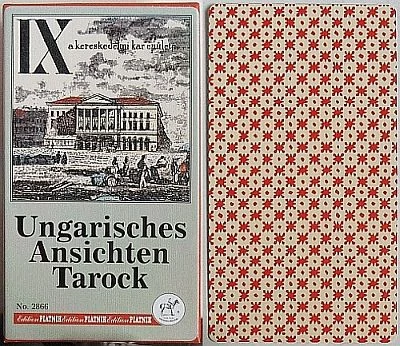 IX
a kereskedelmi kar épülete
Ungarisches
Ansichten
Tarock
No. 2866
Edition PIATNIK Edition PIATNIK Edition PIATNIK